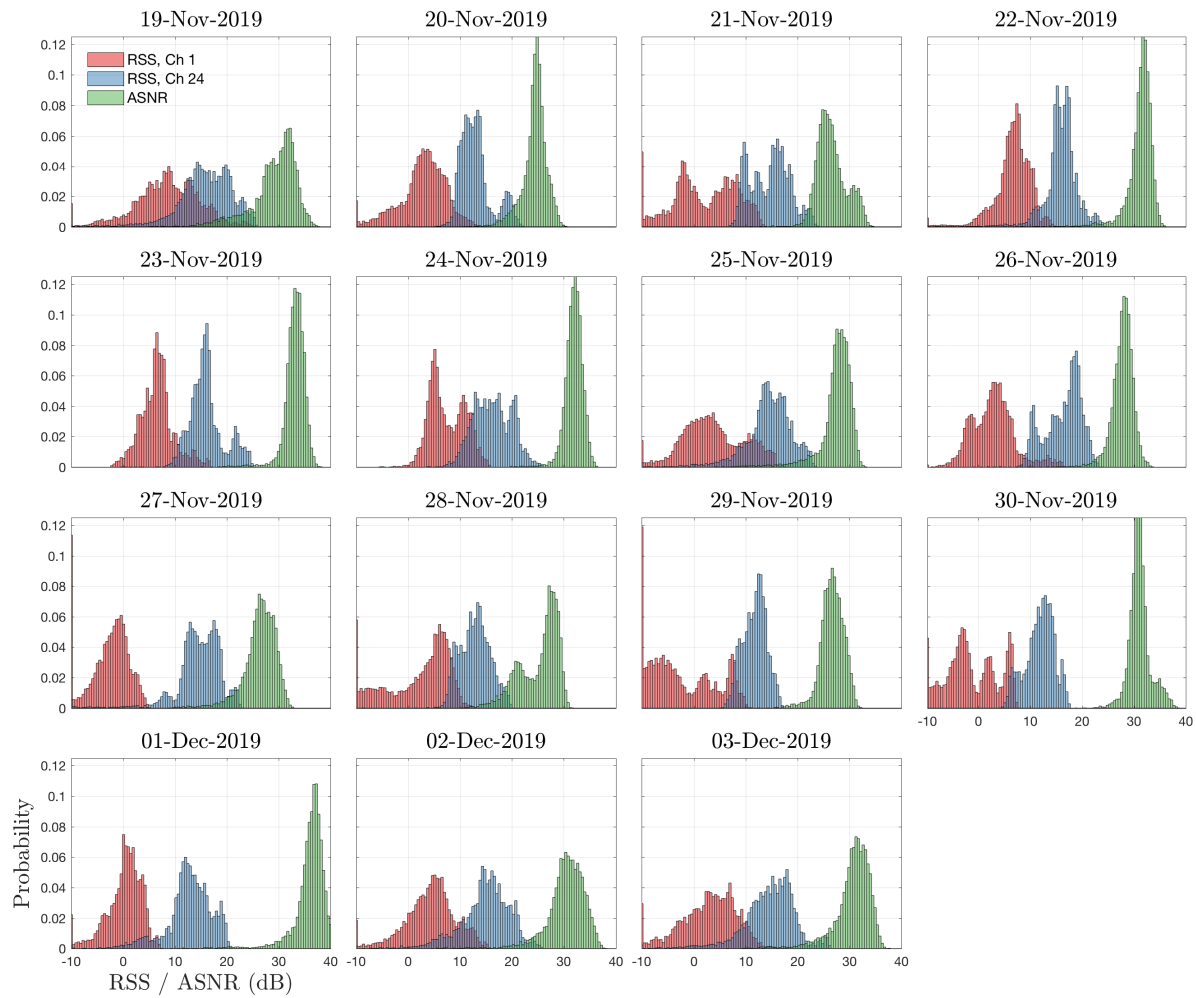 19-Nov-2019
20-Nov-2019
21-Nov-2019
22-Nov-2019
0.12
0.1
0.08
0.06
0.04
0.02
0
RSS, Ch 1
RSS, Ch 24
ASNR
23-Nov-2019
24-Nov-2019
25-Nov-2019
26-Nov-2019
0.12
0.1
0.08
0.06
0.04
0.02
0
27-Nov-2019
28-Nov-2019
29-Nov-2019
30-Nov-2019
0.12
0.1
0.08
0.06
0.04
0.02
0
-10 0 10 20 30 40
01-Dec-2019
02-Dec-2019
03-Dec-2019
Probability
0.12
0.1
0.08
0.06
0.04
0.02
0
-10 0 10 20 30 40
-10 0 10 20 30 40
-10 0 10 20 30 40
RSS / ASNR (dB)